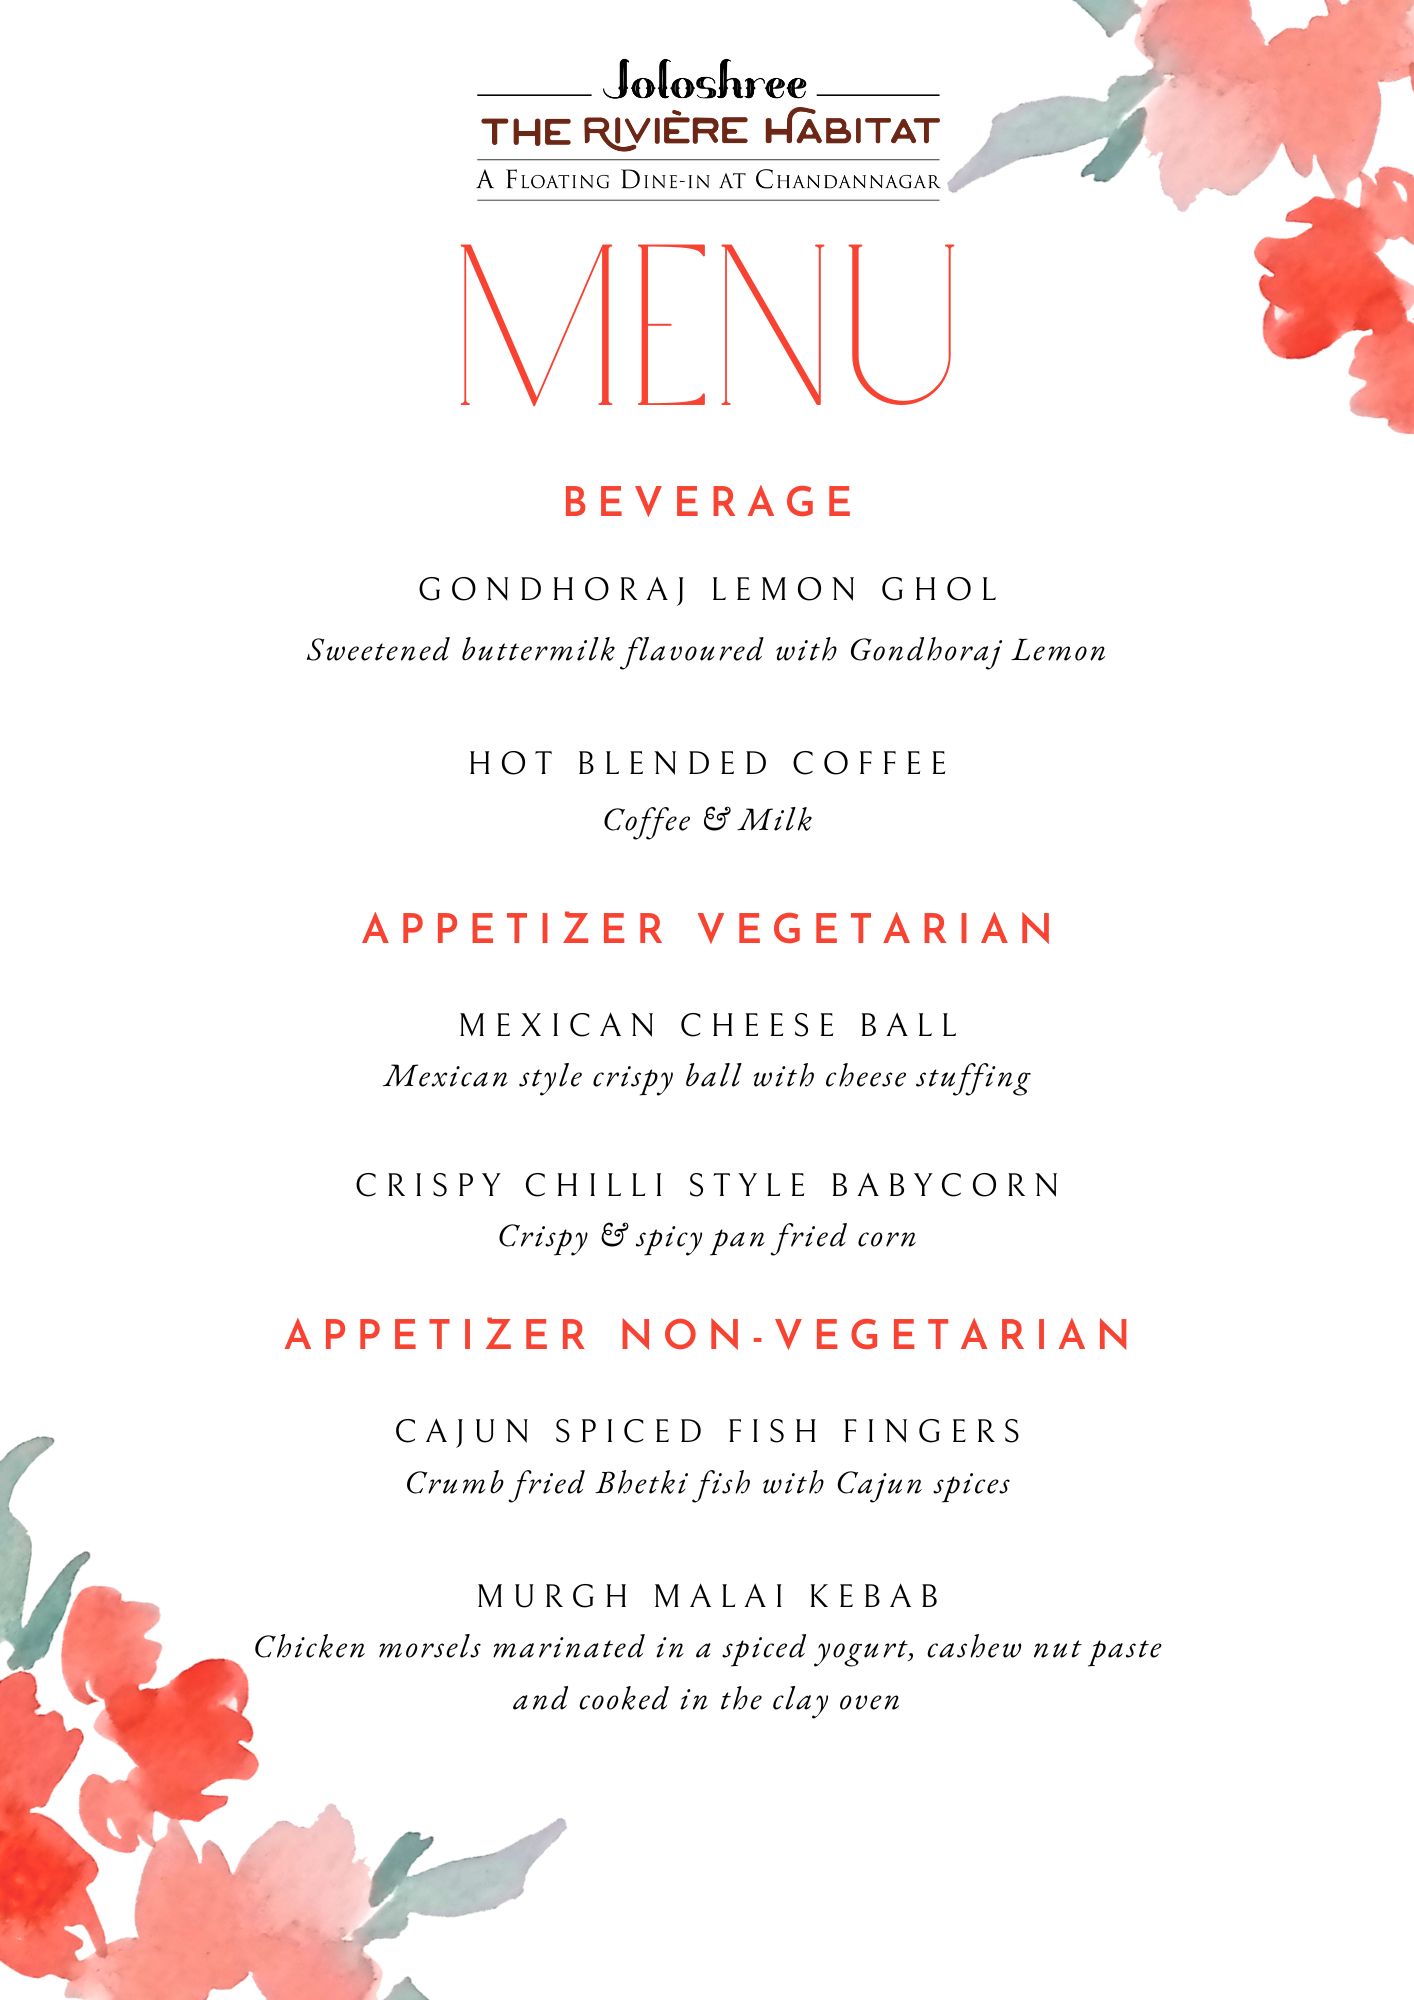 Joloshree
THE RIVIÈRE HABITAT
A FLOATING DINE-IN AT CHANDANNAGAR
MENU
BEVERAGE
GONDHORAJ LEMON GHOL
Sweetened buttermilk flavoured with Gondhoraj Lemon
HOT BLENDED COFFEE
Coffee & Milk
APPETIZER VEGETARIAN
MEXICAN CHEESE BALL
Mexican style crispy ball with cheese stuffing
CRISPY CHILLI STYLE BABYCORN
Crispy & spicy pan fried corn
APPETIZER NON-VEGETARIAN
CAJUN SPICED FISH FINGERS
Crumb fried Bhetki fish with Cajun spices
MURGH MALAI KEBAB
Chicken morsels marinated in a spiced yogurt, cashew nut paste
and cooked in the clay oven